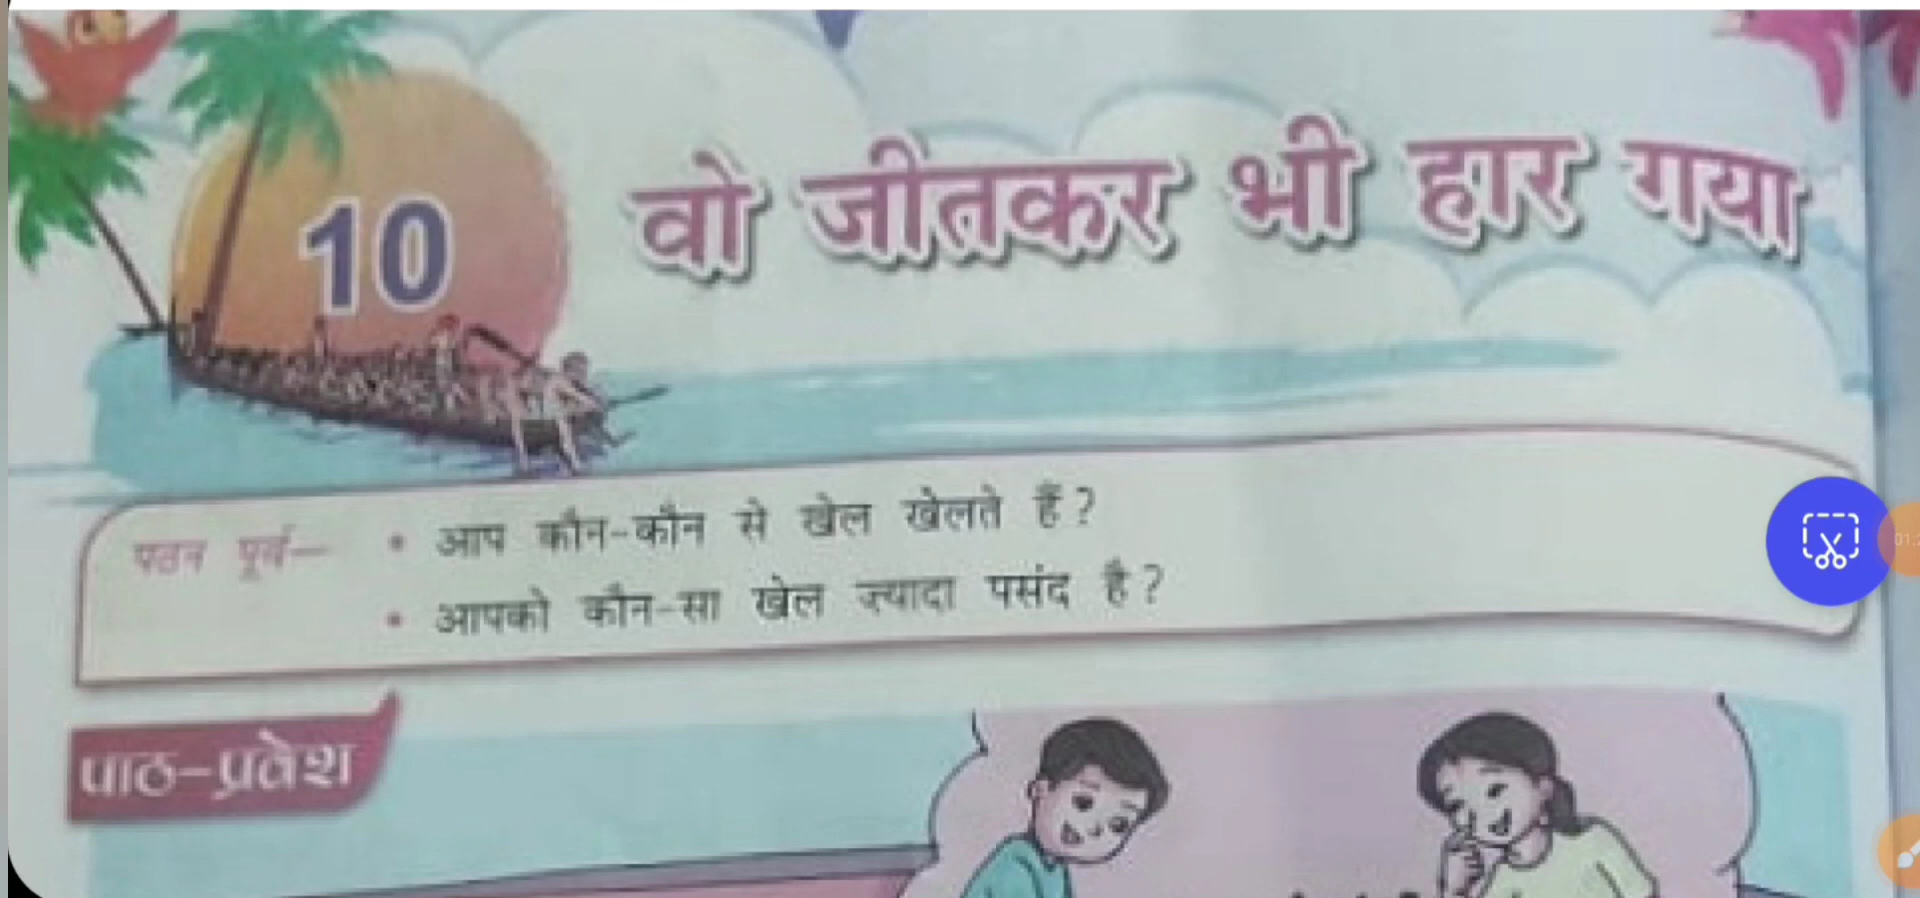 10
वो जीतकर भी हार गया
पठन पूर्व— • आप कौन-कौन से खेल खेलते हैं?
• आपको कौन-सा खेल ज्यादा पसंद है?
पाठ-प्रवेश